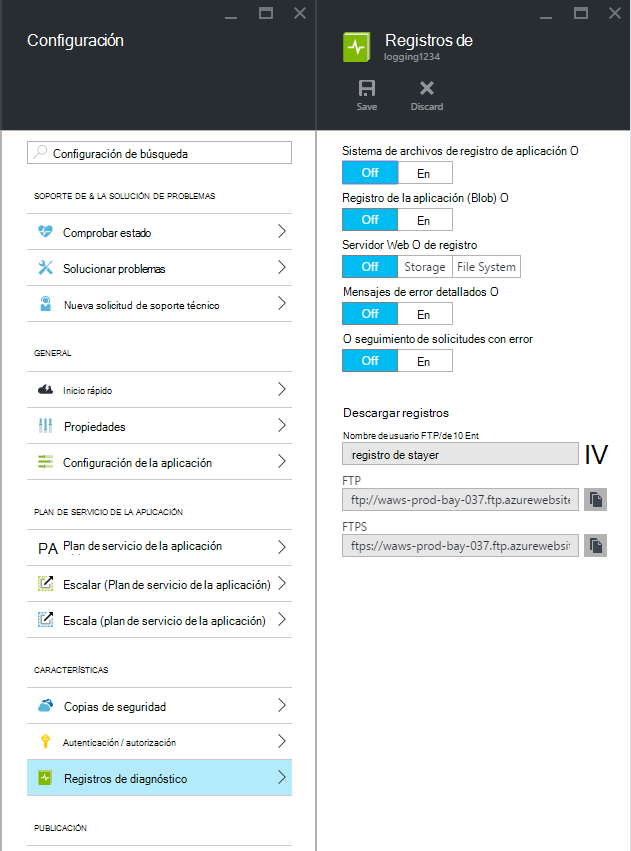 Configuración
Configuración de búsqueda
SOPORTE DE & LA SOLUCIÓN DE PROBLEMAS
Comprobar estado
Solucionar problemas
Nueva solicitud de soporte técnico
GENERAL
Inicio rápido
Propiedades
Configuración de la aplicación
PLAN DE SERVICIO DE LA APLICACIÓN
PA Plan de servicio de la aplicación
Escalar (Plan de servicio de la aplicación)
Escala (plan de servicio de la aplicación)
CARACTERÍSTICAS
Copias de seguridad
Autenticación / autorización
Registros de diagnóstico
PUBLICACIÓN
Registros de
logging1234
Save Discard
Sistema de archivos de registro de aplicación O
Off En
Registro de la aplicación (Blob) O
Off En
Servidor Web O de registro
Off Storage File System
Mensajes de error detallados O
Off En
O seguimiento de solicitudes con error
Off En
Descargar registros
Nombre de usuario FTP/de 10 Ent
registro de stayer IV
FTP
ftp://waws-prod-bay-037.ftp.azurewebsite
FTPS
ftps://waws-prod-bay-037.ftp.azurewebsi